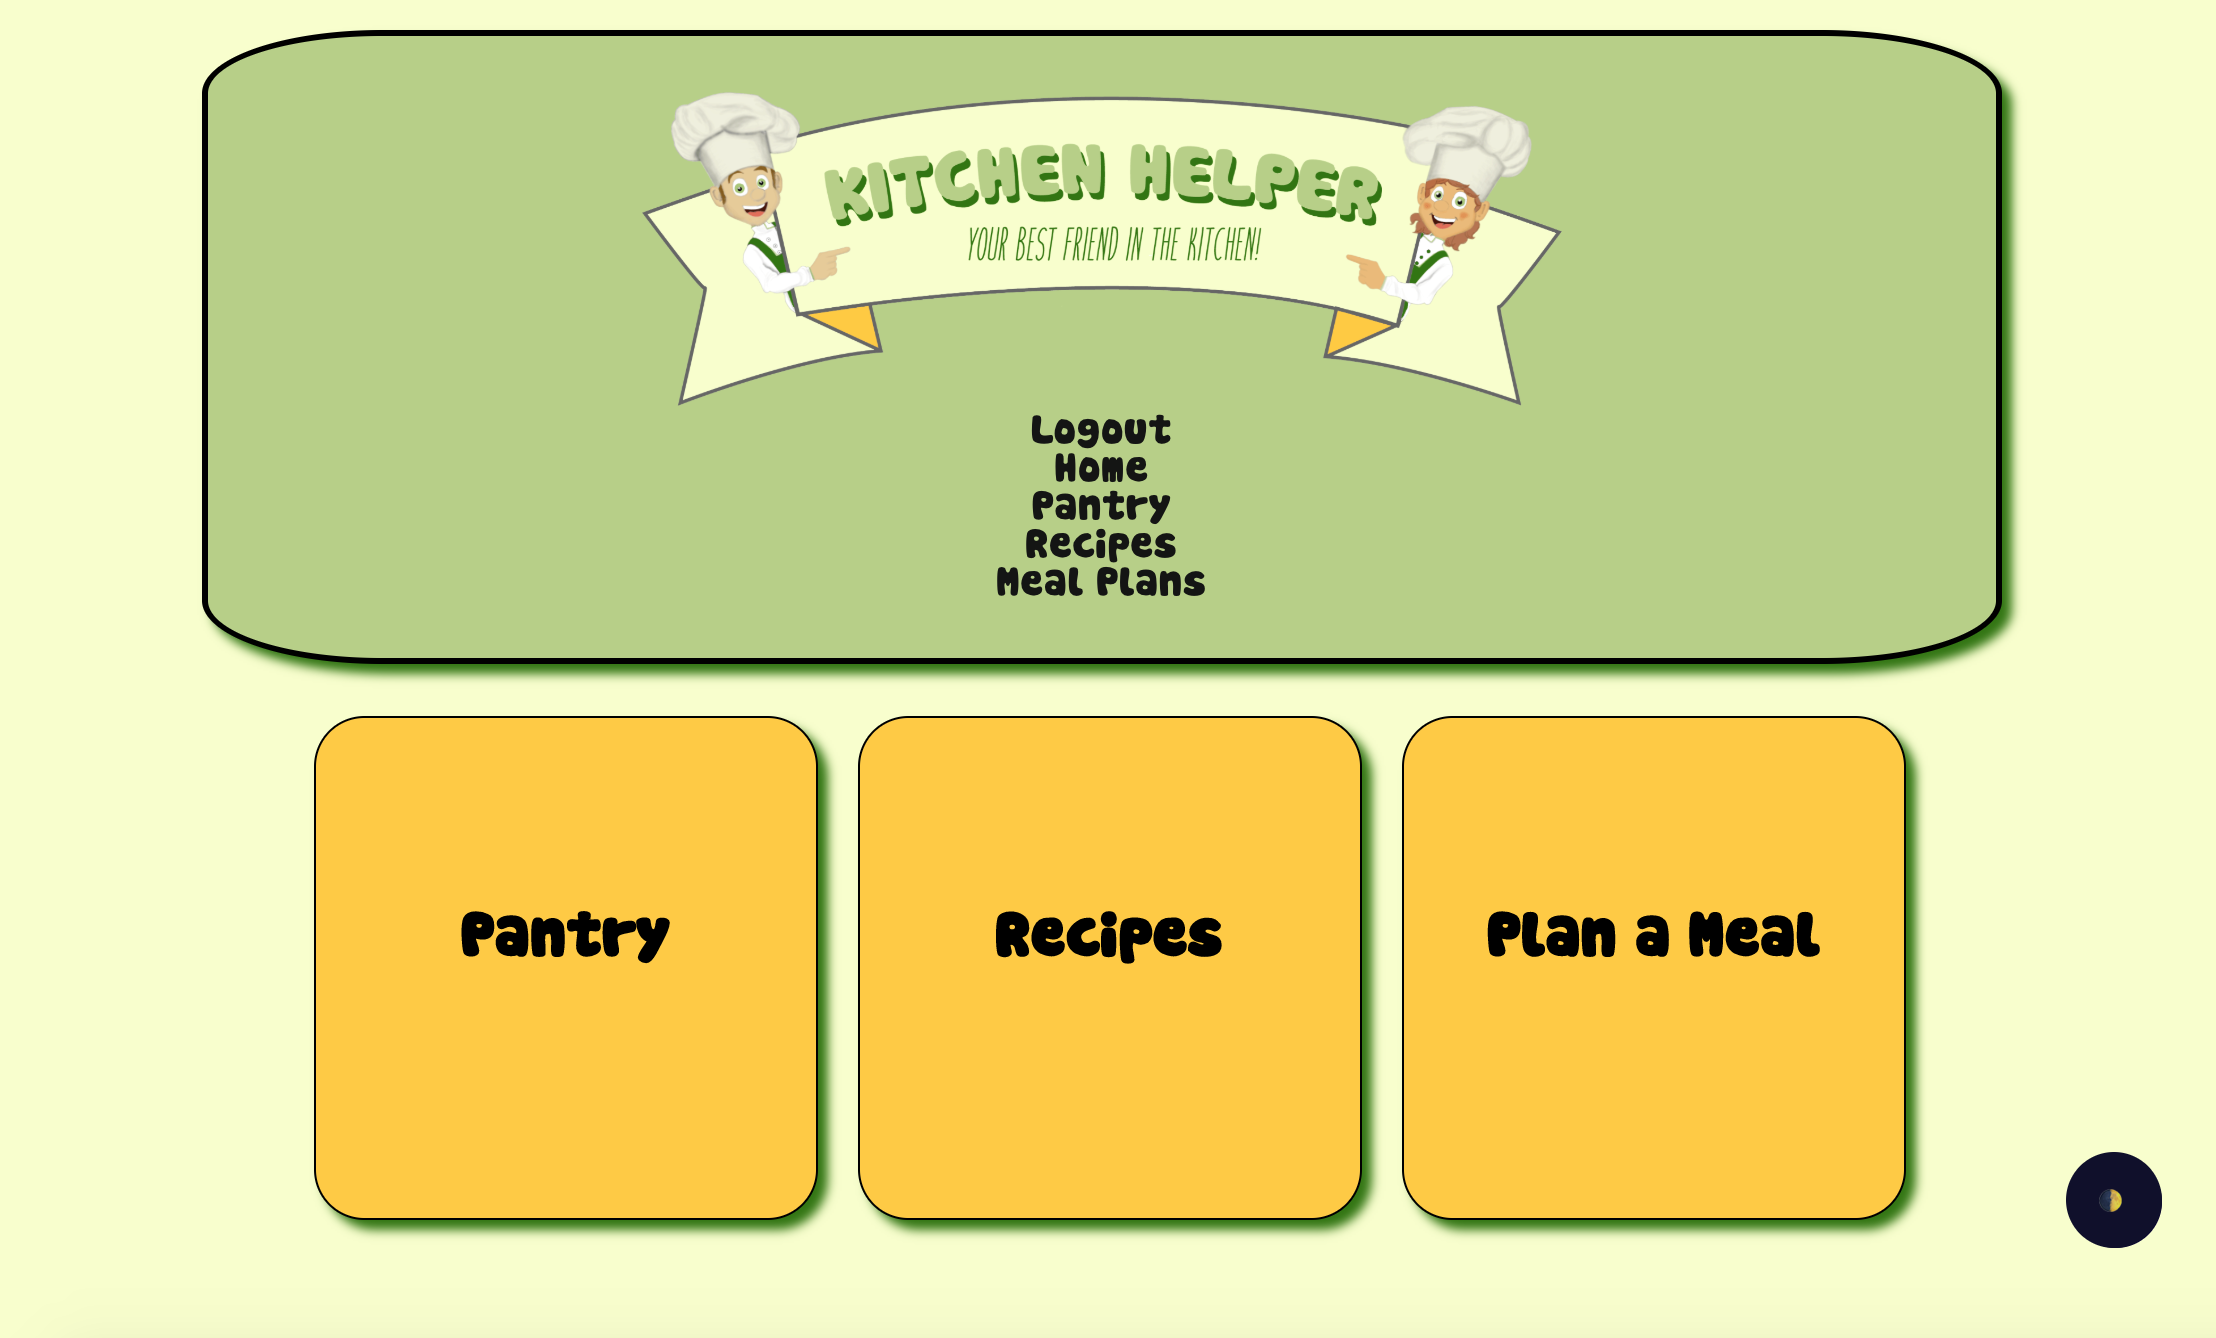 KITCHEN HELPER
YOUR BEST FRIEND IN THE KITCHEN!
Logout
Home
Pantry
Recipes
Meal Plans
Pantry
Recipes
Plan a Meal